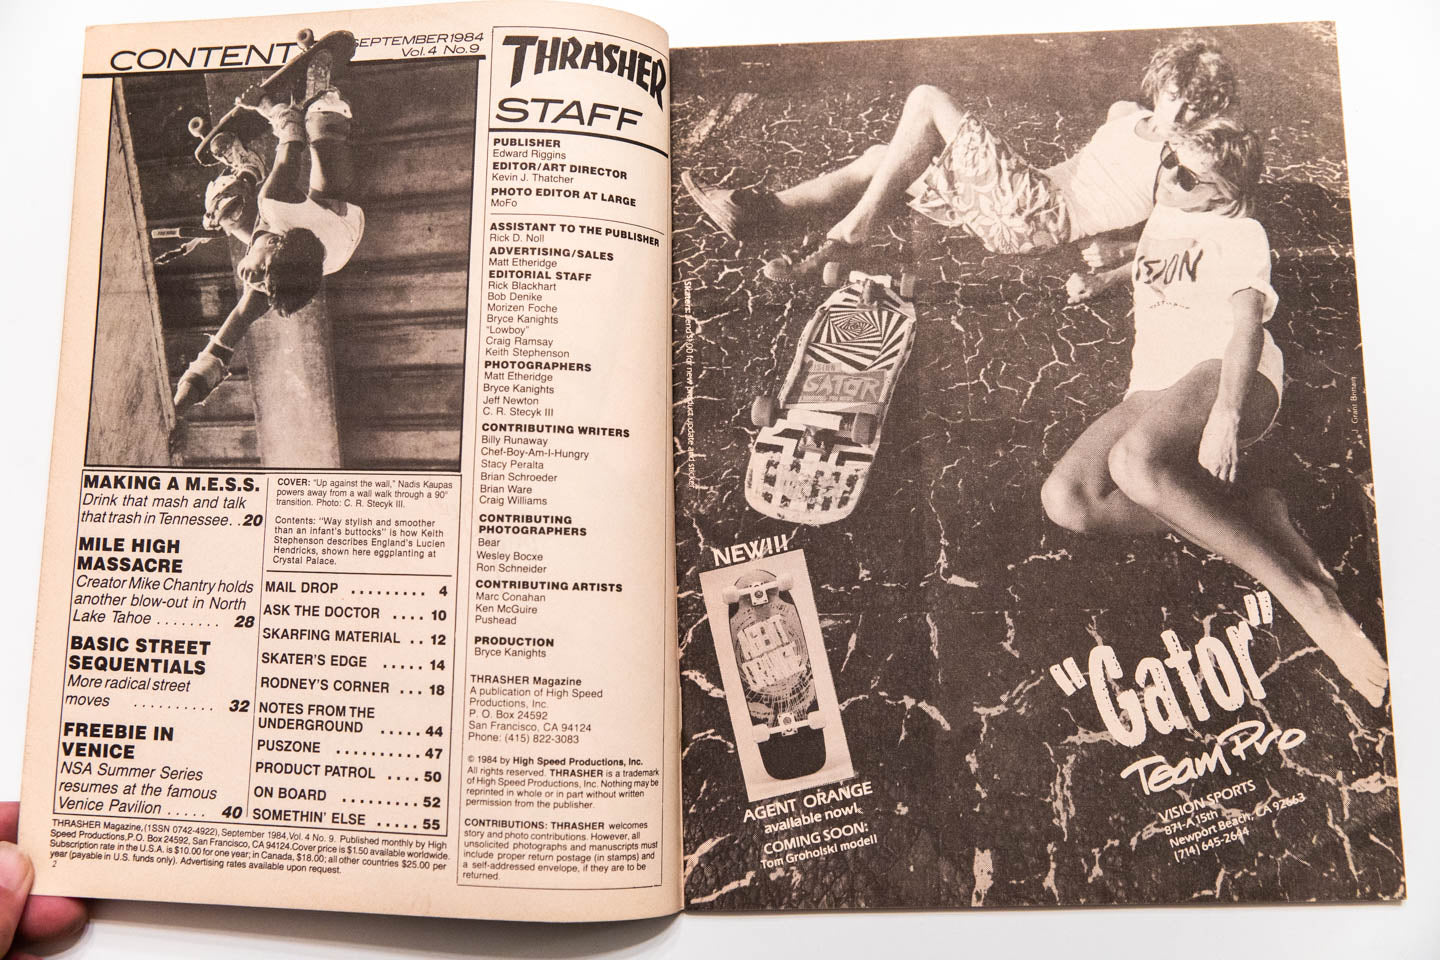 CONTENTS
SEPTEMBER 1984
Vol. 4 No. 9
MAKING A M.E.S.S.
Drink that mash and talk
that trash in Tennessee. . 20
MILE HIGH
MASSACRE
Creator Mike Chantry holds
another blow-out in North
Lake Tahoe . . . . . . . . 28
BASIC STREET
SEQUENTIALS
More radical street
moves . . . . . . . . . . 32
FREEBIE IN
VENICE
NSA Summer Series
resumes at the famous
Venice Pavilion . . . . . 40
COVER: "Up against the wall," Nadis Kaupas
powers away from a wall walk through a 90°
transition. Photo: C. R. Stecyk III.
Contents: "Way stylish and smoother
than an infant's buttocks" is how Keith
Stephenson describes England's Lucien
Hendricks, shown here eggplanting at
Crystal Palace.
MAIL DROP . . . . . . . . . 4
ASK THE DOCTOR . . . . 10
SKARFING MATERIAL . . 12
SKATER'S EDGE . . . . . 14
RODNEY'S CORNER . . . 18
NOTES FROM THE
UNDERGROUND . . . . . 44
PUSZONE . . . . . . . . . 47
PRODUCT PATROL . . . . 50
ON BOARD . . . . . . . . . 52
SOMETHIN' ELSE . . . . . 55
THRASHER Magazine, (1SSN 0742-4922), September 1984, Vol. 4 No. 9. Published monthly by High
Speed Productions, P.O. Box 24592, San Francisco, CA 94124. Cover price is $1.50 available worldwide.
Subscription rate in the U.S.A. is $10.00 for one year; in Canada, $18.00; all other countries $25.00 per
year (payable in U.S. funds only). Advertising rates available upon request.
2
THRASHER
STAFF
PUBLISHER
Edward Riggins
EDITOR/ART DIRECTOR
Kevin J. Thatcher
PHOTO EDITOR AT LARGE
MoFo
ASSISTANT TO THE PUBLISHER
Rick D. Noll
ADVERTISING/SALES
Matt Etheridge
EDITORIAL STAFF
Rick Blackhart
Bob Denike
Morizen Foche
Bryce Kanights
"Lowboy"
Craig Ramsay
Keith Stephenson
PHOTOGRAPHERS
Matt Etheridge
Bryce Kanights
Jeff Newton
C. R. Stecyk III
CONTRIBUTING WRITERS
Billy Runaway
Chef-Boy-Am-I-Hungry
Stacy Peralta
Brian Schroeder
Brian Ware
Craig Williams
CONTRIBUTING
PHOTOGRAPHERS
Bear
Wesley Bocxe
Ron Schneider
CONTRIBUTING ARTISTS
Marc Conahan
Ken McGuire
Pushead
PRODUCTION
Bryce Kanights
THRASHER Magazine
A publication of High Speed
Productions, Inc.
P. O. Box 24592
San Francisco, CA 94124
Phone: (415) 822-3083
© 1984 by High Speed Productions, Inc.
All rights reserved. THRASHER is a trademark
of High Speed Productions, Inc. Nothing may be
reprinted in whole or in part without written
permission from the publisher.
CONTRIBUTIONS: THRASHER welcomes
story and photo contributions. However, all
unsolicited photographs and manuscripts must
include proper return postage (in stamps) and
a self-addressed envelope, if they are to be
returned.
VISION
GATOR
NEW!!!
AGENT
ORANGE
AGENT ORANGE
available now!
COMING SOON:
Tom Groholski model!
"Gator"
Team Pro
VISION SPORTS
871-A 15th Street
Newport Beach, CA 92663
(714) 645-2644